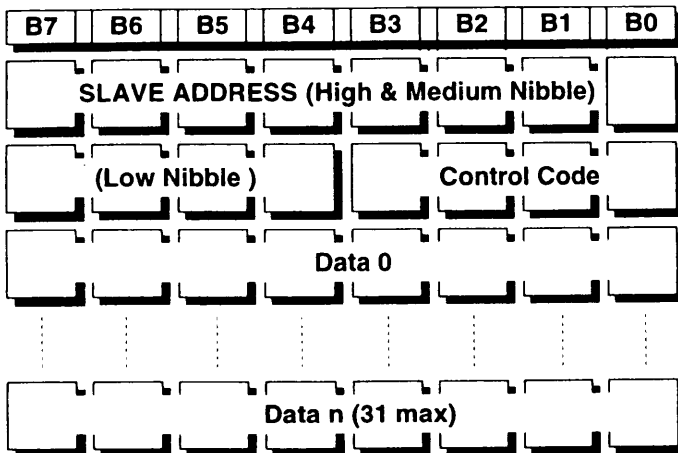 B7 B6 B5 B4 B3 B2 B1 B0
SLAVE ADDRESS (High & Medium Nibble)
(Low Nibble ) Control Code
Data 0
Data n (31 max)